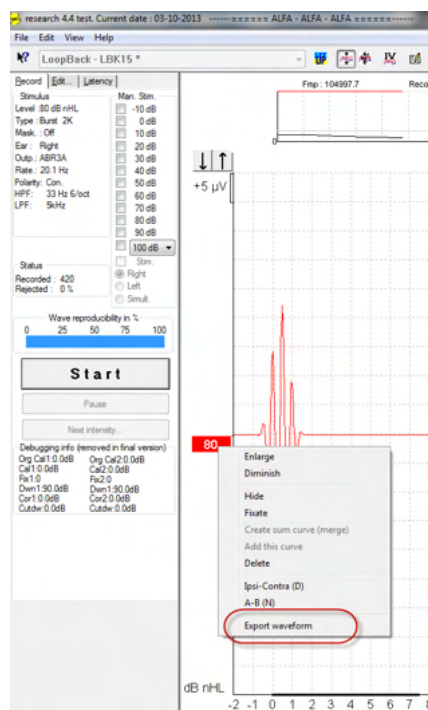 research 4.4 test. Current date : 03-10-2013 ------====== ALFA - ALFA - ALFA ======------
File Edit View Help
LoopBack - LBK15 *
Record Edit... Latency
Fmp : 104997.7 Reco
Stimulus
Level :80 dB nHL
Type : Burst 2K
Mask. : Off
Ear : Right
Outp.: ABR3A
Rate : 20.1 Hz
Polarity: Con.
HPF: 33 Hz 6/oct
LPF: 5kHz
Man. Stim.
-10 dB
0 dB
10 dB
20 dB
30 dB
40 dB
50 dB
60 dB
70 dB
80 dB
90 dB
100 dB
Stim.
Right
Left
Simult.
Status
Recorded : 420
Rejected : 0 %
Wave reproducibility in %
0 25 50 75 100
Start
Pause
Next intensity...
Debugging info (removed in final version)
Org Cal1:0.0dB Org Cal2:0.0dB
Cal1:0.0dB Cal2:0.0dB
Fix1:0 Fix2:0
Dwn1:90.0dB Dwn1:90.0dB
Cor1:0.0dB Cor2:0.0dB
Cutdw:0.0dB Cutdw:0.0dB
0
+5 µV
80
Enlarge
Diminish
Hide
Fixate
Create sum curve (merge)
Add this curve
Delete
Ipsi-Contra (D)
A-B (N)
Export waveform
dB nHL
-2 -1 0 1 2 3 4 5 6 7 8